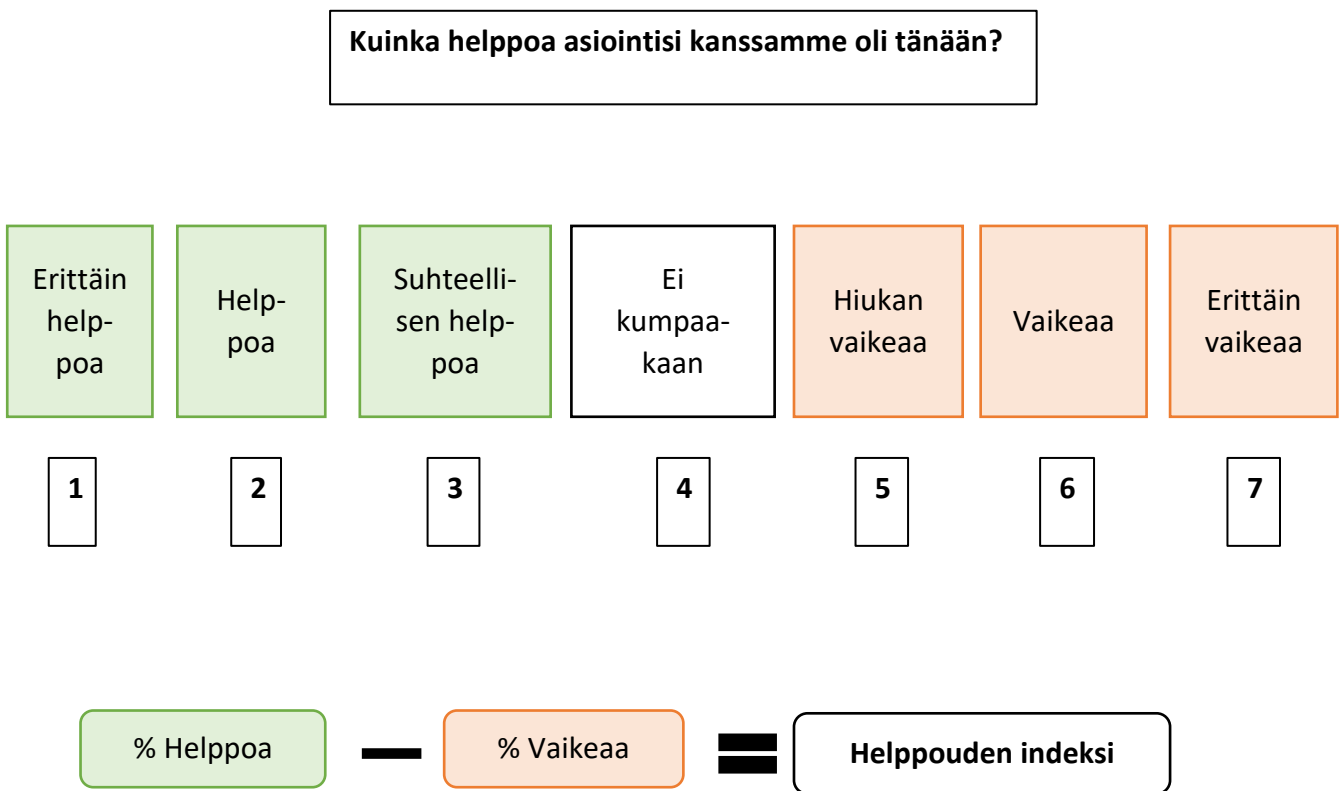 Kuinka helppoa asiointisi kanssamme oli tänään?
Erittäin
help-
poa
Help-
poa
Suhteelli-
sen help-
poa
Ei
kumpaa-
kaan
Hiukan
vaikeaa
Vaikeaa
Erittäin
vaikeaa
1
2
3
4
5
6
7
% Helppoa
% Vaikeaa
Helppouden indeksi